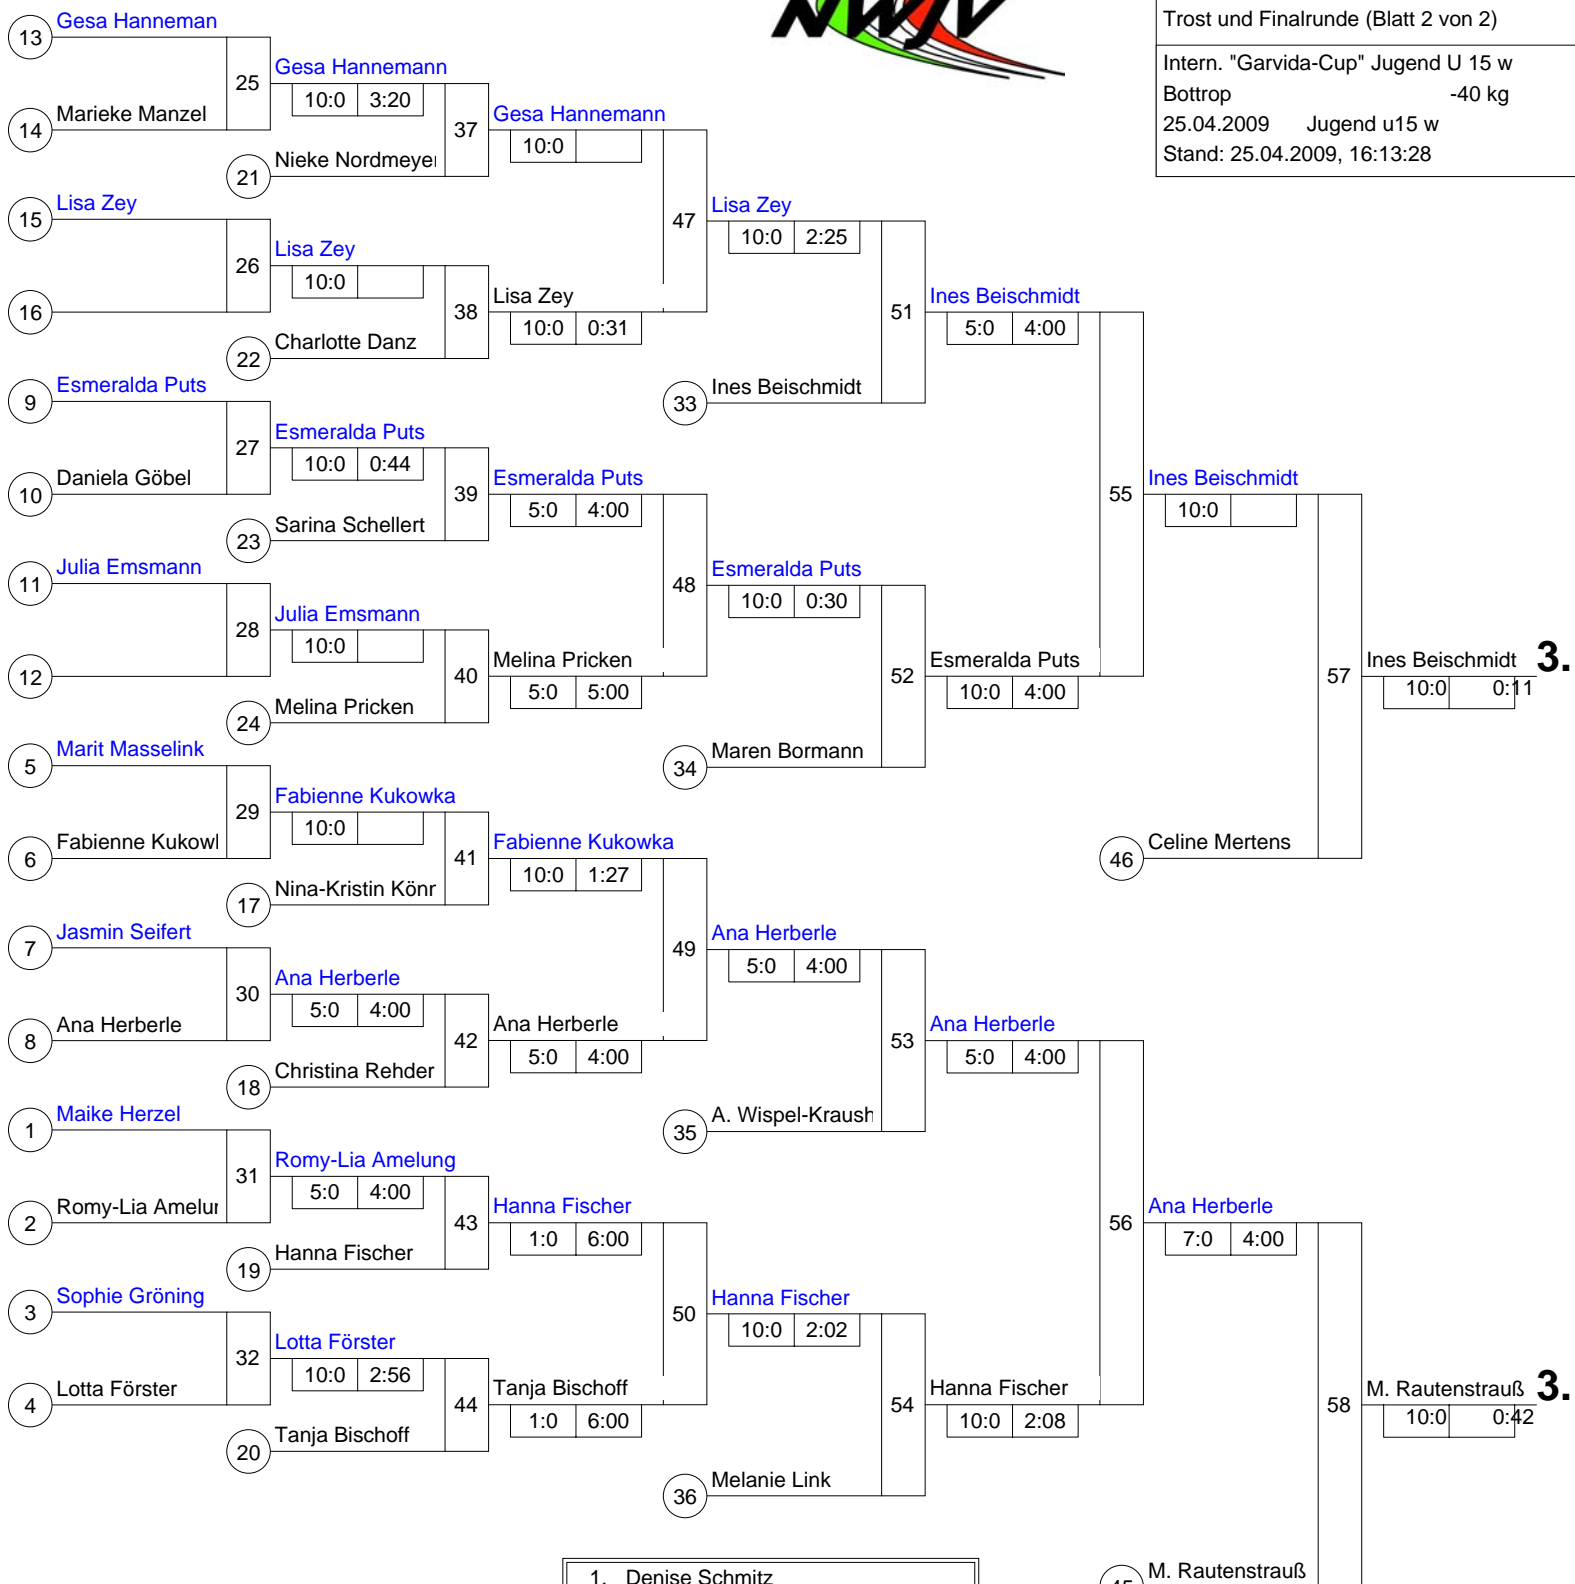 NWJV
Trost und Finalrunde (Blatt 2 von 2)
Intern. "Garvida-Cup" Jugend U 15 w
Bottrop -40 kg
25.04.2009 Jugend u15 w
Stand: 25.04.2009, 16:13:28
13 Gesa Hanneman
25
14 Marieke Manzel
Gesa Hannemann
10:0 3:20
37
21 Nieke Nordmeyer
Gesa Hannemann
10:0
15 Lisa Zey
26
16
Lisa Zey
10:0
38
22 Charlotte Danz
Lisa Zey
10:0 0:31
47
Lisa Zey
10:0 2:25
51
33 Ines Beischmidt
Ines Beischmidt
5:0 4:00
9 Esmeralda Puts
27
10 Daniela Göbel
Esmeralda Puts
10:0 0:44
39
23 Sarina Schellert
Esmeralda Puts
5:0 4:00
11 Julia Emsmann
28
12
Julia Emsmann
10:0
40
24 Melina Pricken
Melina Pricken
5:0 5:00
48
Esmeralda Puts
10:0 0:30
52
34 Maren Bormann
Esmeralda Puts
10:0 4:00
55
Ines Beischmidt
10:0
57
46 Celine Mertens
Ines Beischmidt 3.
10:0 0:11
5 Marit Masselink
29
6 Fabienne Kukowl
Fabienne Kukowka
10:0
41
17 Nina-Kristin Könr
Fabienne Kukowka
10:0 1:27
7 Jasmin Seifert
30
8 Ana Herberle
Ana Herberle
5:0 4:00
42
18 Christina Rehder
Ana Herberle
5:0 4:00
49
Ana Herberle
5:0 4:00
53
35 A. Wispel-Kraush
Ana Herberle
5:0 4:00
1 Maike Herzel
31
2 Romy-Lia Amelur
Romy-Lia Amelung
5:0 4:00
43
19 Hanna Fischer
Hanna Fischer
1:0 6:00
3 Sophie Gröning
32
4 Lotta Förster
Lotta Förster
10:0 2:56
44
20 Tanja Bischoff
Tanja Bischoff
1:0 6:00
50
Hanna Fischer
10:0 2:02
54
36 Melanie Link
Hanna Fischer
10:0 2:08
56
Ana Herberle
7:0 4:00
58
45 M. Rautenstrauß
M. Rautenstrauß 3.
10:0 0:42
1. Denise Schmitz